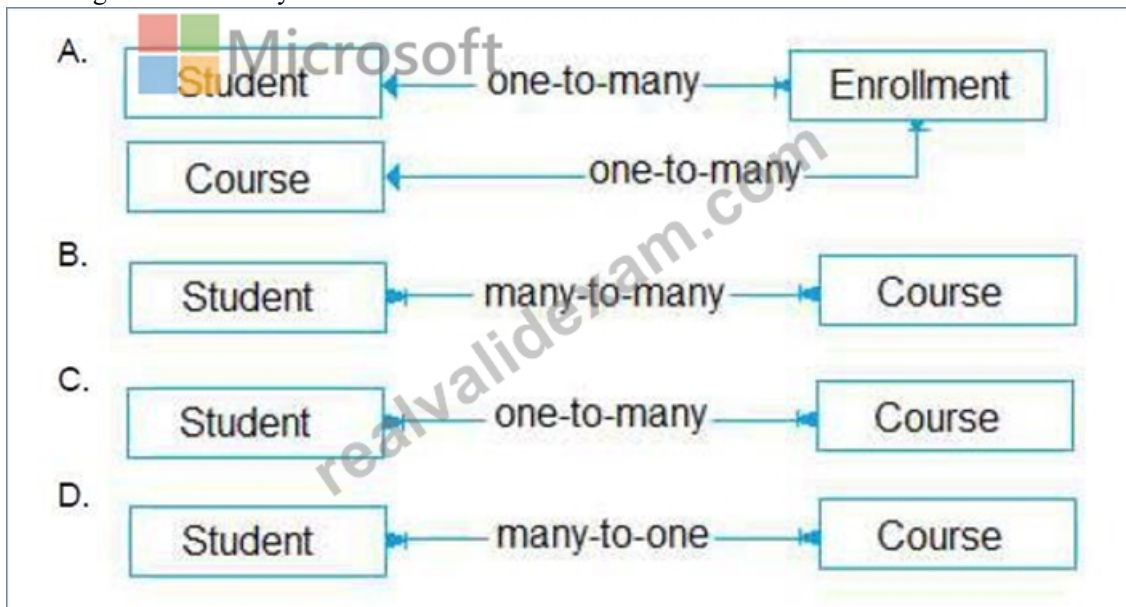 A.
Microsoft
Student one-to-many Enrollment
Course one-to-many
B.
Student many-to-many Course
C.
Student one-to-many Course
D.
Student many-to-one Course
realvalidexam.com